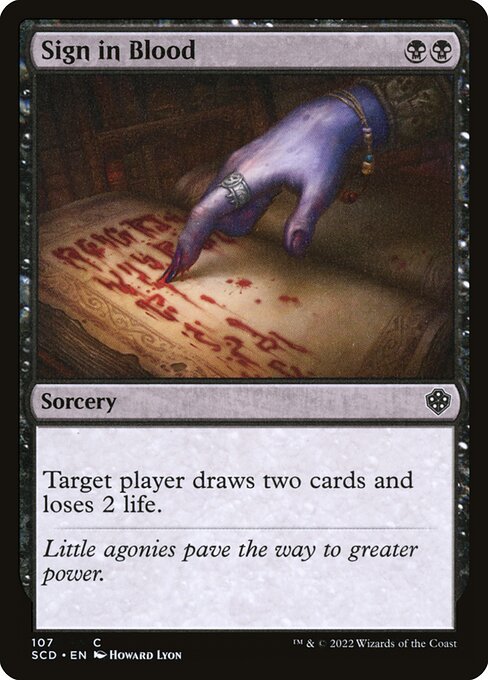 Sign in Blood
Sorcery
Target player draws two cards and
loses 2 life.
Little agonies pave the way to greater
power.
107 C
SCD • EN Howard Lyon
™ & © 2022 Wizards of the Coast